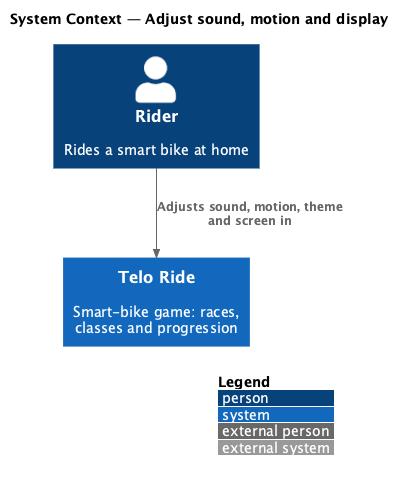 System Context — Adjust sound, motion and display
Rider
Rides a smart bike at home
Adjusts sound, motion, theme
and screen in
Telo Ride
Smart-bike game: races,
classes and progression
Legend
person
system
external person
external system